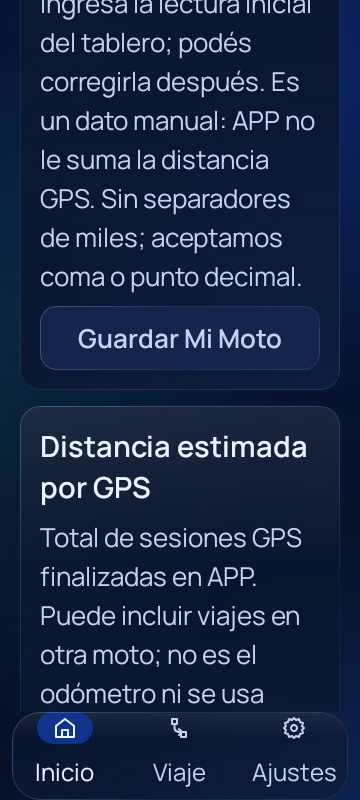 Ingresá la lectura inicial
del tablero; podés
corregirla después. Es
un dato manual: APP no
le suma la distancia
GPS. Sin separadores
de miles; aceptamos
coma o punto decimal.
Guardar Mi Moto
Distancia estimada
por GPS
Total de sesiones GPS
finalizadas en APP.
Puede incluir viajes en
otra moto; no es el
odómetro ni se usa
Inicio
Viaje
Ajustes